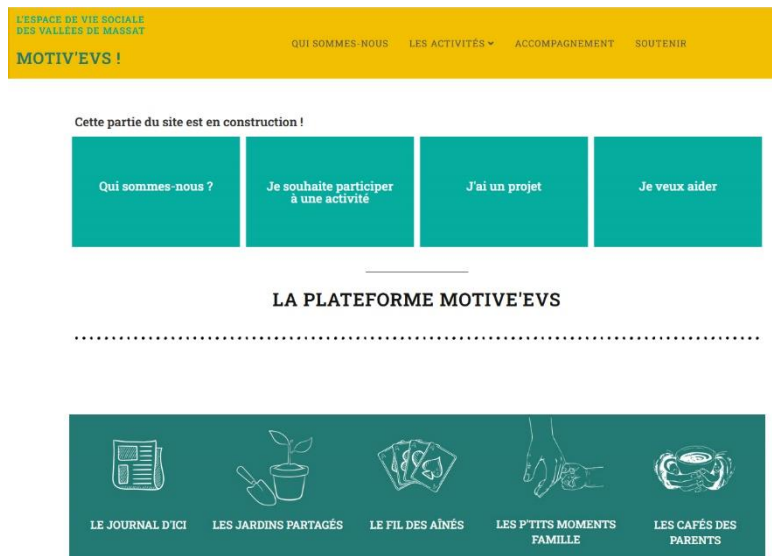 L'ESPACE DE VIE SOCIALE
DES VALLÉES DE MASSAT
MOTIV'EVS !
QUI SOMMES-NOUS LES ACTIVITÉS ACCOMPAGNEMENT SOUTENIR
Cette partie du site est en construction !
Qui sommes-nous ?
Je souhaite participer
à une activité
J'ai un projet
Je veux aider
LA PLATEFORME MOTIVE'EVS
LE JOURNAL D'ICI
LES JARDINS PARTAGÉS
LE FIL DES AÎNÉS
LES P'TITS MOMENTS
FAMILLE
LES CAFÉS DES
PARENTS